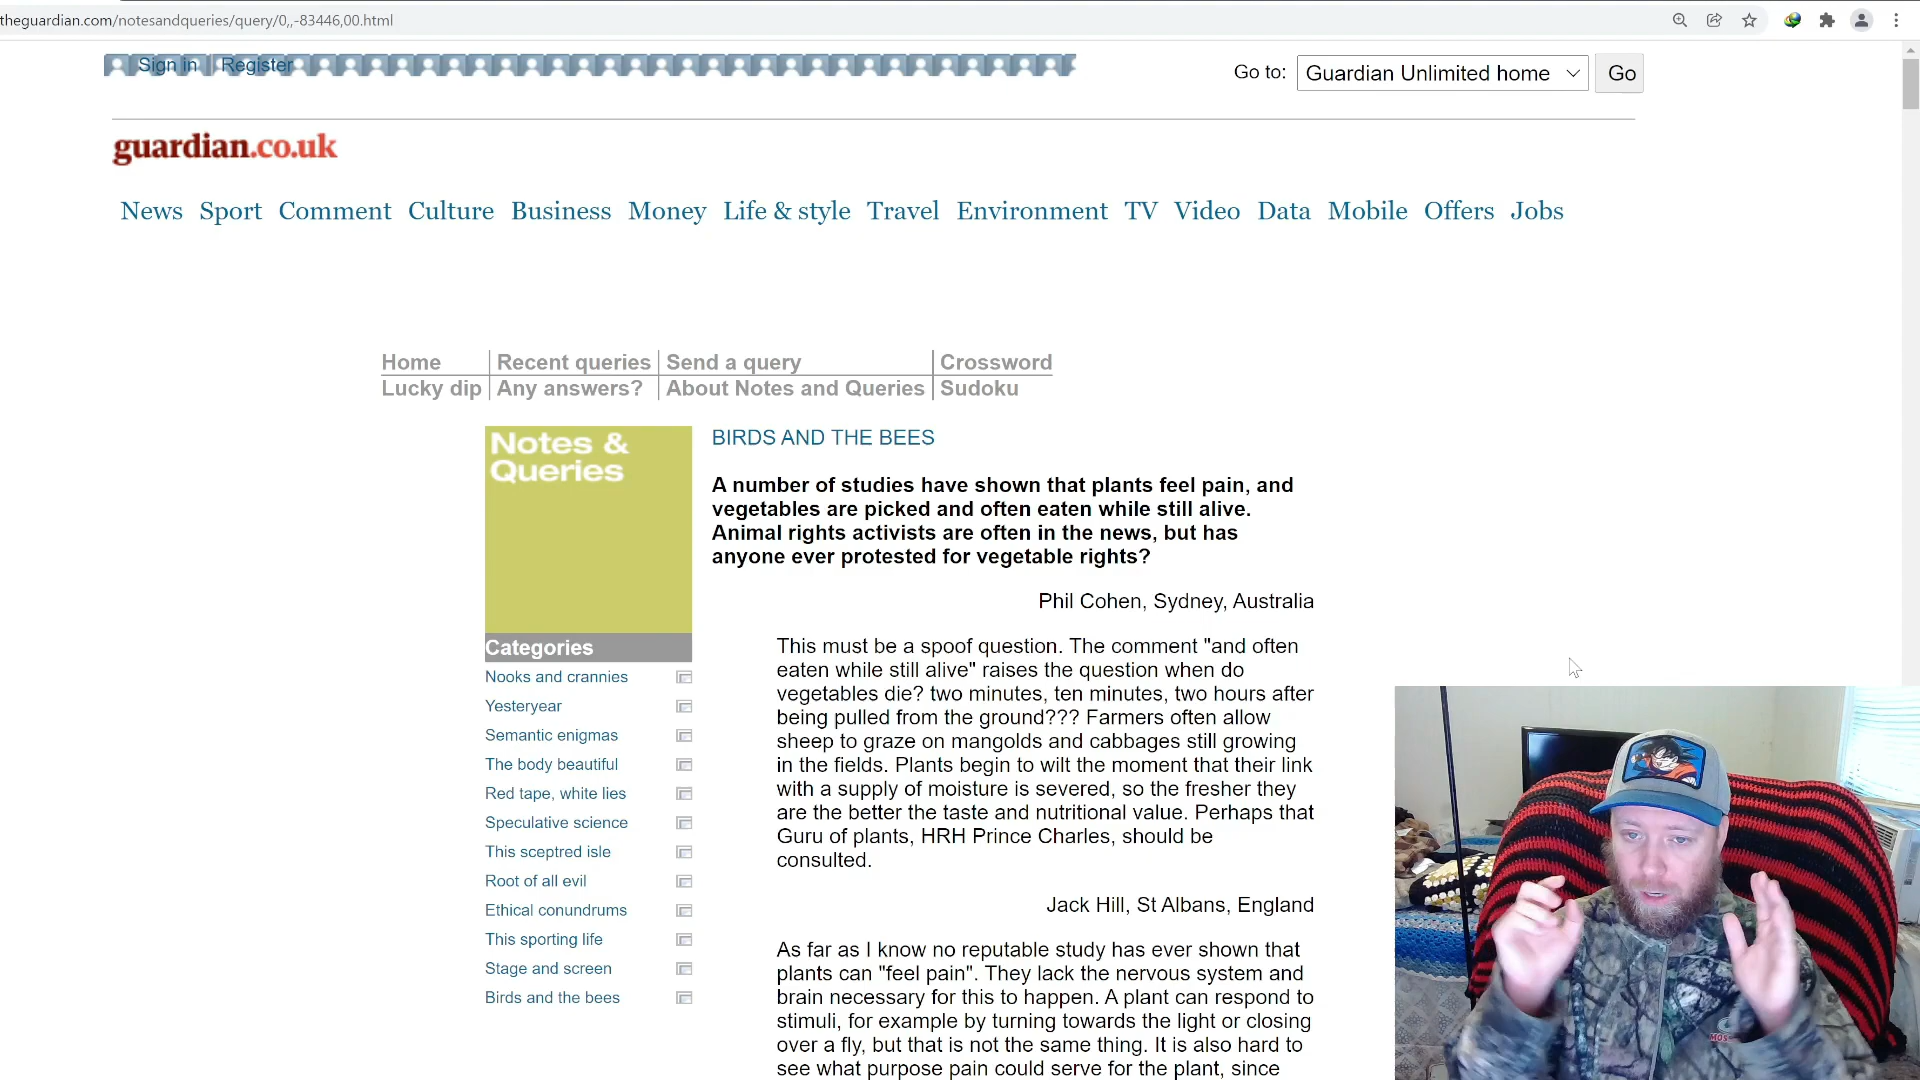 theguardian.com/notesandqueries/query/0,,-83446,00.html
Sign in Register
Go to: Guardian Unlimited home Go
guardian.co.uk
News Sport Comment Culture Business Money Life & style Travel Environment TV Video Data Mobile Offers Jobs
Home Recent queries Send a query Crossword
Lucky dip Any answers? About Notes and Queries Sudoku
Notes &
Queries
Categories
Nooks and crannies
Yesteryear
Semantic enigmas
The body beautiful
Red tape, white lies
Speculative science
This sceptred isle
Root of all evil
Ethical conundrums
This sporting life
Stage and screen
Birds and the bees
BIRDS AND THE BEES
A number of studies have shown that plants feel pain, and
vegetables are picked and often eaten while still alive.
Animal rights activists are often in the news, but has
anyone ever protested for vegetable rights?
Phil Cohen, Sydney, Australia
This must be a spoof question. The comment "and often
eaten while still alive" raises the question when do
vegetables die? two minutes, ten minutes, two hours after
being pulled from the ground??? Farmers often allow
sheep to graze on mangolds and cabbages still growing
in the fields. Plants begin to wilt the moment that their link
with a supply of moisture is severed, so the fresher they
are the better the taste and nutritional value. Perhaps that
Guru of plants, HRH Prince Charles, should be
consulted.
Jack Hill, St Albans, England
As far as I know no reputable study has ever shown that
plants can "feel pain". They lack the nervous system and
brain necessary for this to happen. A plant can respond to
stimuli, for example by turning towards the light or closing
over a fly, but that is not the same thing. It is also hard to
see what purpose pain could serve for the plant, since